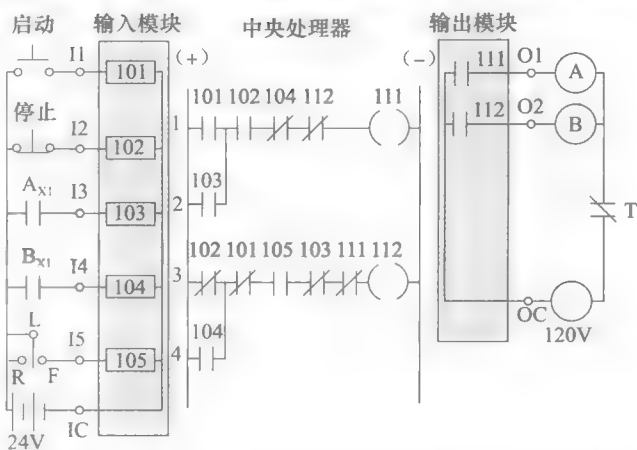 启动 输入模块 中央处理器 输出模块
I1 101 (+) (-) 111 O1 A
101 102 104 112 111
停止 1 112 O2 B
I2 102
103
A X1 I3 103 2 T
102 101 105 103 111 112
B X1 I4 104 3
L OC
104 120V
I5 105 4
R F
24V IC